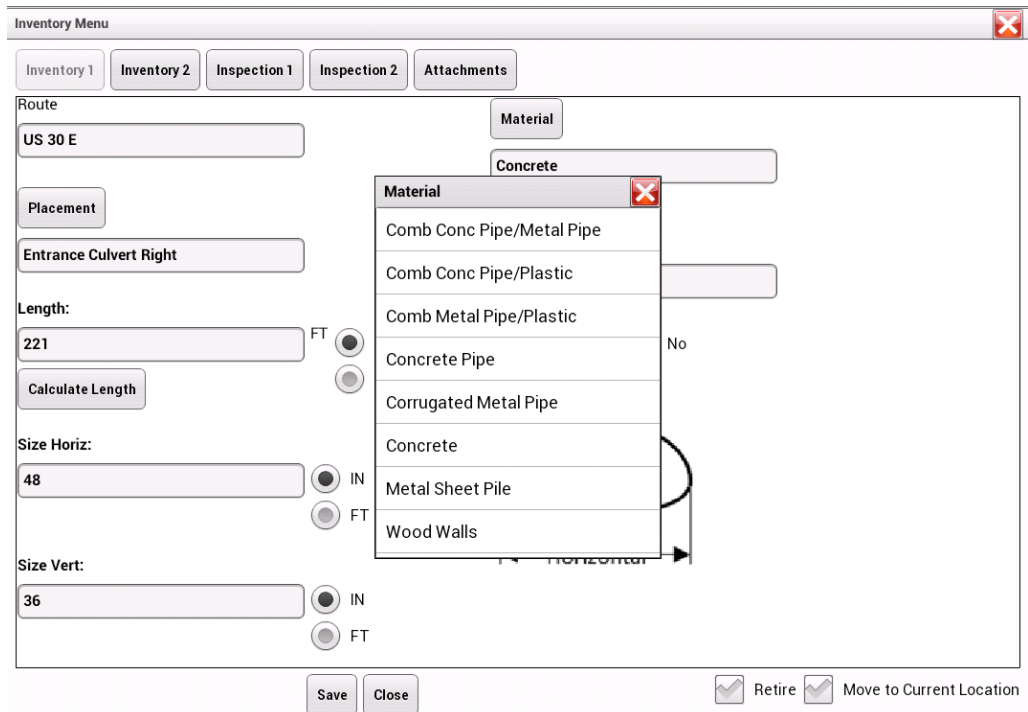 Inventory Menu
Inventory 1 Inventory 2 Inspection 1 Inspection 2 Attachments
Route
US 30 E
Placement
Entrance Culvert Right
Length:
221 FT
Calculate Length
Size Horiz:
48 IN
FT
Size Vert:
36 IN
FT
Material
Concrete
No
Material
Comb Conc Pipe/Metal Pipe
Comb Conc Pipe/Plastic
Comb Metal Pipe/Plastic
Concrete Pipe
Corrugated Metal Pipe
Concrete
Metal Sheet Pile
Wood Walls
Horizontal
Save Close Retire Move to Current Location